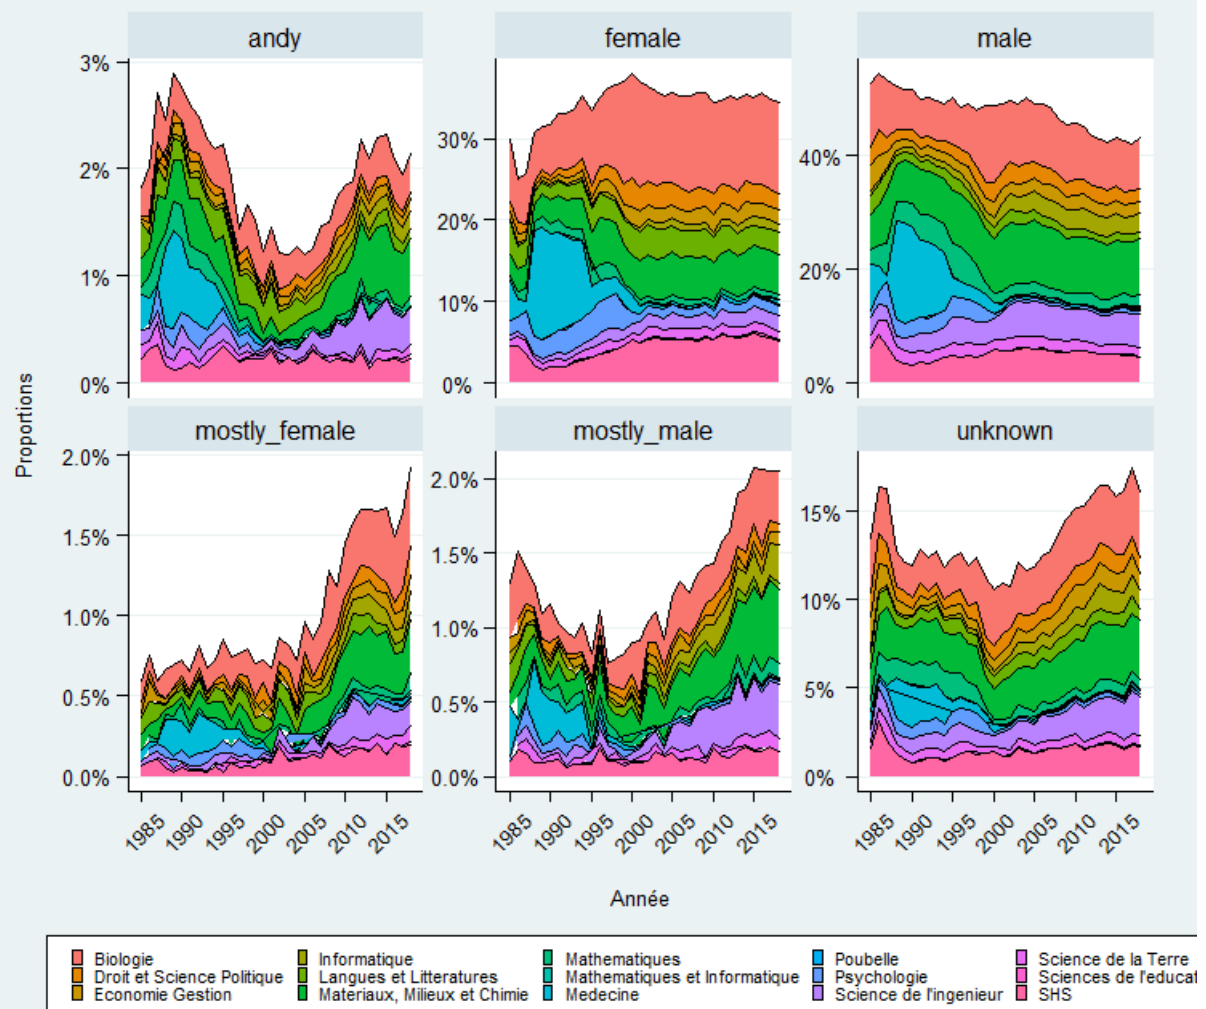 andy female male
3% 2% 1% 0%
30% 20% 10% 0%
40% 20% 0%
Proportions
mostly_female mostly_male unknown
2.0% 1.5% 1.0% 0.5% 0.0%
2.0% 1.5% 1.0% 0.5% 0.0%
15% 10% 5% 0%
1985 1990 1995 2000 2005 2010 2015 1985 1990 1995 2000 2005 2010 2015 1985 1990 1995 2000 2005 2010 2015
Année
Biologie Informatique Mathematiques Poubelle Science de la Terre
Droit et Science Politique Langues et Litteratures Mathematiques et Informatique Psychologie Sciences de l'educat
Economie Gestion Materiaux, Milieux et Chimie Medecine Science de l'ingenieur SHS